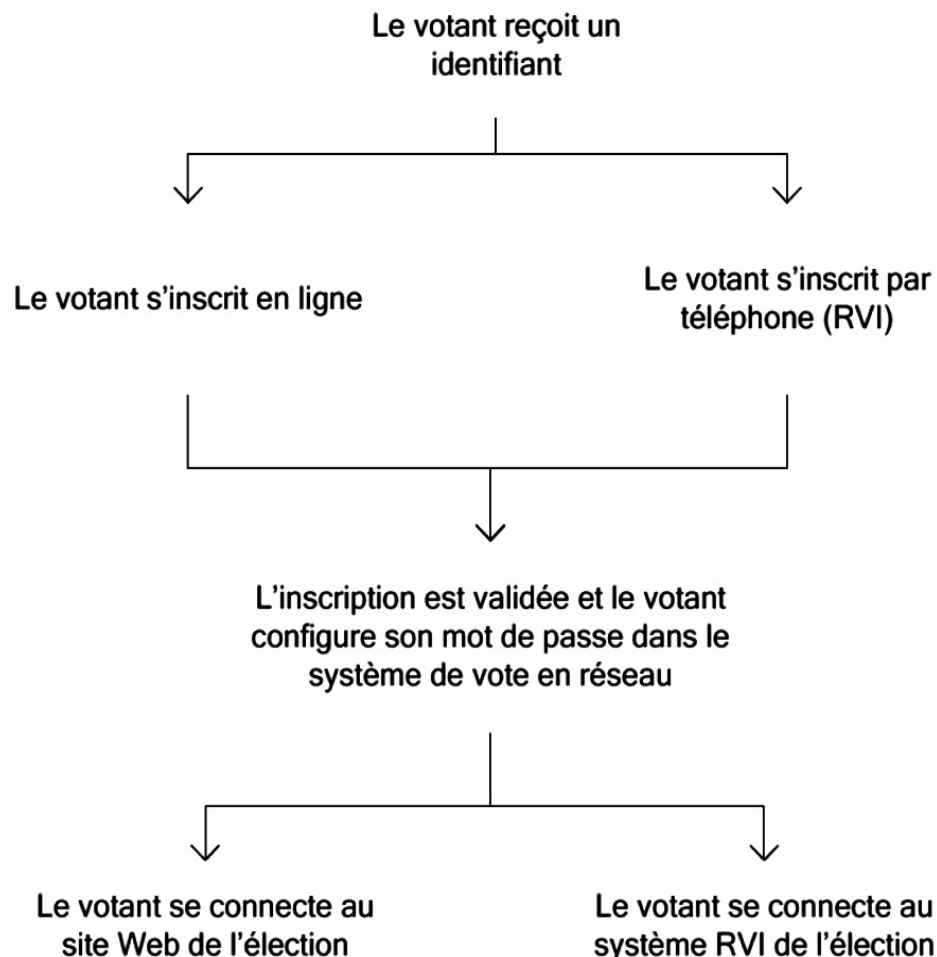 Le votant reçoit un
identifiant
Le votant s’inscrit en ligne
Le votant s’inscrit par
téléphone (RVI)
L’inscription est validée et le votant
configure son mot de passe dans le
système de vote en réseau
Le votant se connecte au
site Web de l’élection
Le votant se connecte au
système RVI de l’élection